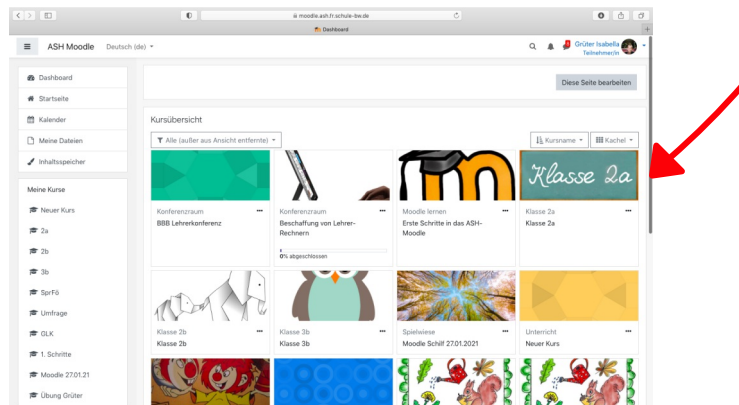 moodle.ash.fr.schule-bw.de
Dashboard
ASH Moodle Deutsch (de)
Grüter Isabella
Teilnehmer/in
Dashboard
Startseite
Kalender
Meine Dateien
Inhaltsspeicher
Meine Kurse
Neuer Kurs
2a
2b
3b
SprFö
Umfrage
GLK
1. Schritte
Moodle 27.01.21
Übung Grüter
Diese Seite bearbeiten
Kursübersicht
Alle (außer aus Ansicht entfernte) Kursname Kachel
m Klasse 2a
Konferenzraum Konferenzraum Moodle lernen Klasse 2a
BBB Lehrerkonferenz Beschaffung von Lehrer- Erste Schritte in das ASH- Klasse 2a
Rechnern Moodle
0% abgeschlossen
Klasse 2b Klasse 3b Spielwiese Unterricht
Klasse 2b Klasse 3b Moodle Schilf 27.01.2021 Neuer Kurs